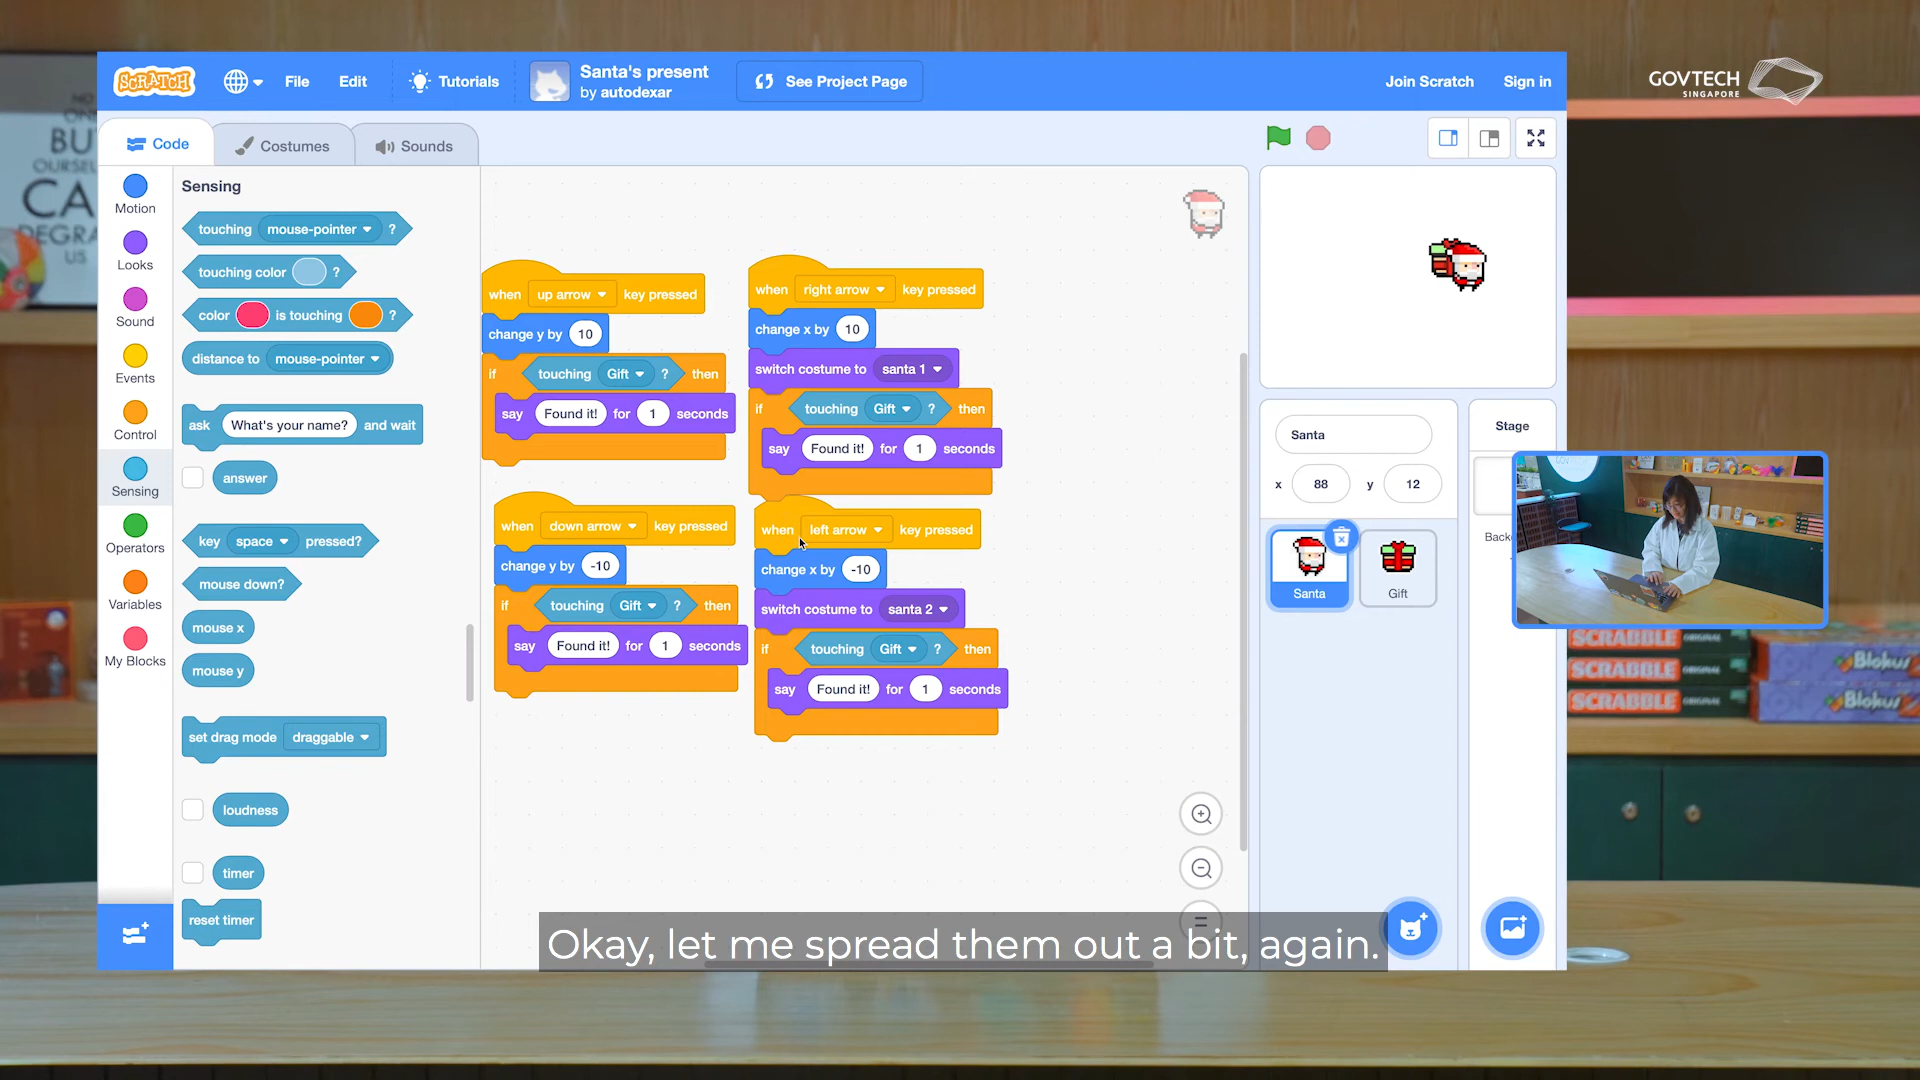 SCRATCH
File
Edit
Tutorials
Santa's present
by autodexar
See Project Page
Join Scratch
Sign in
GOVTECH
SINGAPORE
Code
Costumes
Sounds
Motion
Looks
Sound
Events
Control
Sensing
Operators
Variables
My Blocks
Sensing
touching mouse-pointer ?
touching color ?
color is touching ?
distance to mouse-pointer
ask What's your name? and wait
answer
key space pressed?
mouse down?
mouse x
mouse y
set drag mode draggable
loudness
timer
reset timer
when up arrow key pressed
change y by 10
if touching Gift ? then
say Found it! for 1 seconds
when right arrow key pressed
change x by 10
switch costume to santa 1
if touching Gift ? then
say Found it! for 1 seconds
when down arrow key pressed
change y by -10
if touching Gift ? then
say Found it! for 1 seconds
when left arrow key pressed
change x by -10
switch costume to santa 2
if touching Gift ? then
say Found it! for 1 seconds
Santa
x 88 y 12
Santa
Gift
Stage
SCRABBLE
SCRABBLE
SCRABBLE
Blokus
Blokus
Okay, let me spread them out a bit, again.